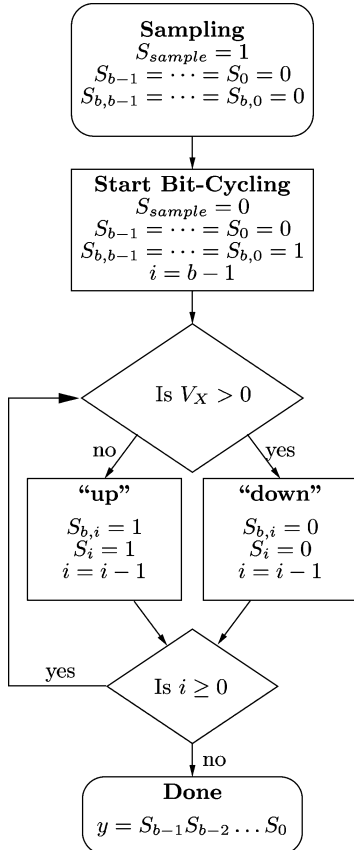 Sampling
S_{sample} = 1
S_{b−1} = ··· = S_0 = 0
S_{b,b−1} = ··· = S_{b,0} = 0
Start Bit-Cycling
S_{sample} = 0
S_{b−1} = ··· = S_0 = 0
S_{b,b−1} = ··· = S_{b,0} = 1
i = b − 1
Is V_X > 0
no
yes
“up”
S_{b,i} = 1
S_i = 1
i = i − 1
“down”
S_{b,i} = 0
S_i = 0
i = i − 1
yes
Is i ≥ 0
no
Done
y = S_{b−1}S_{b−2} ... S_0